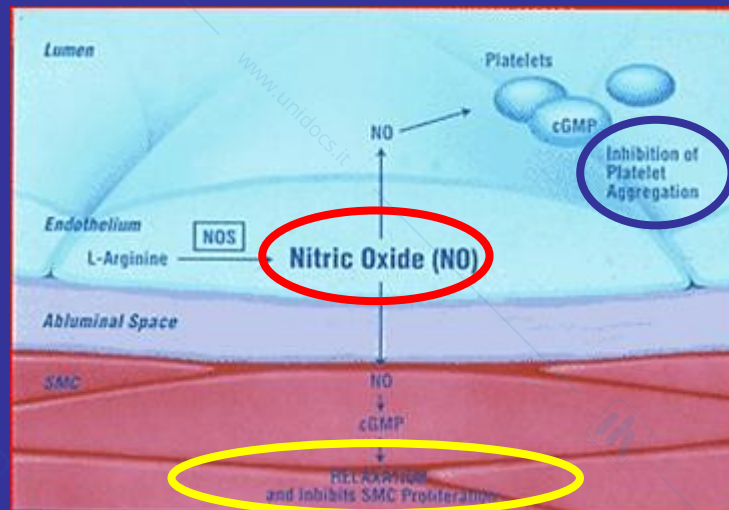 Lumen
www.unidocs.it
Platelets
cGMP
NO
Inhibition of
Platelet
Aggregation
Endothelium
NOS
L-Arginine
Nitric Oxide (NO)
Abluminal Space
SMC
NO
cGMP
RELAXATION
and Inhibits SMC Proliferation